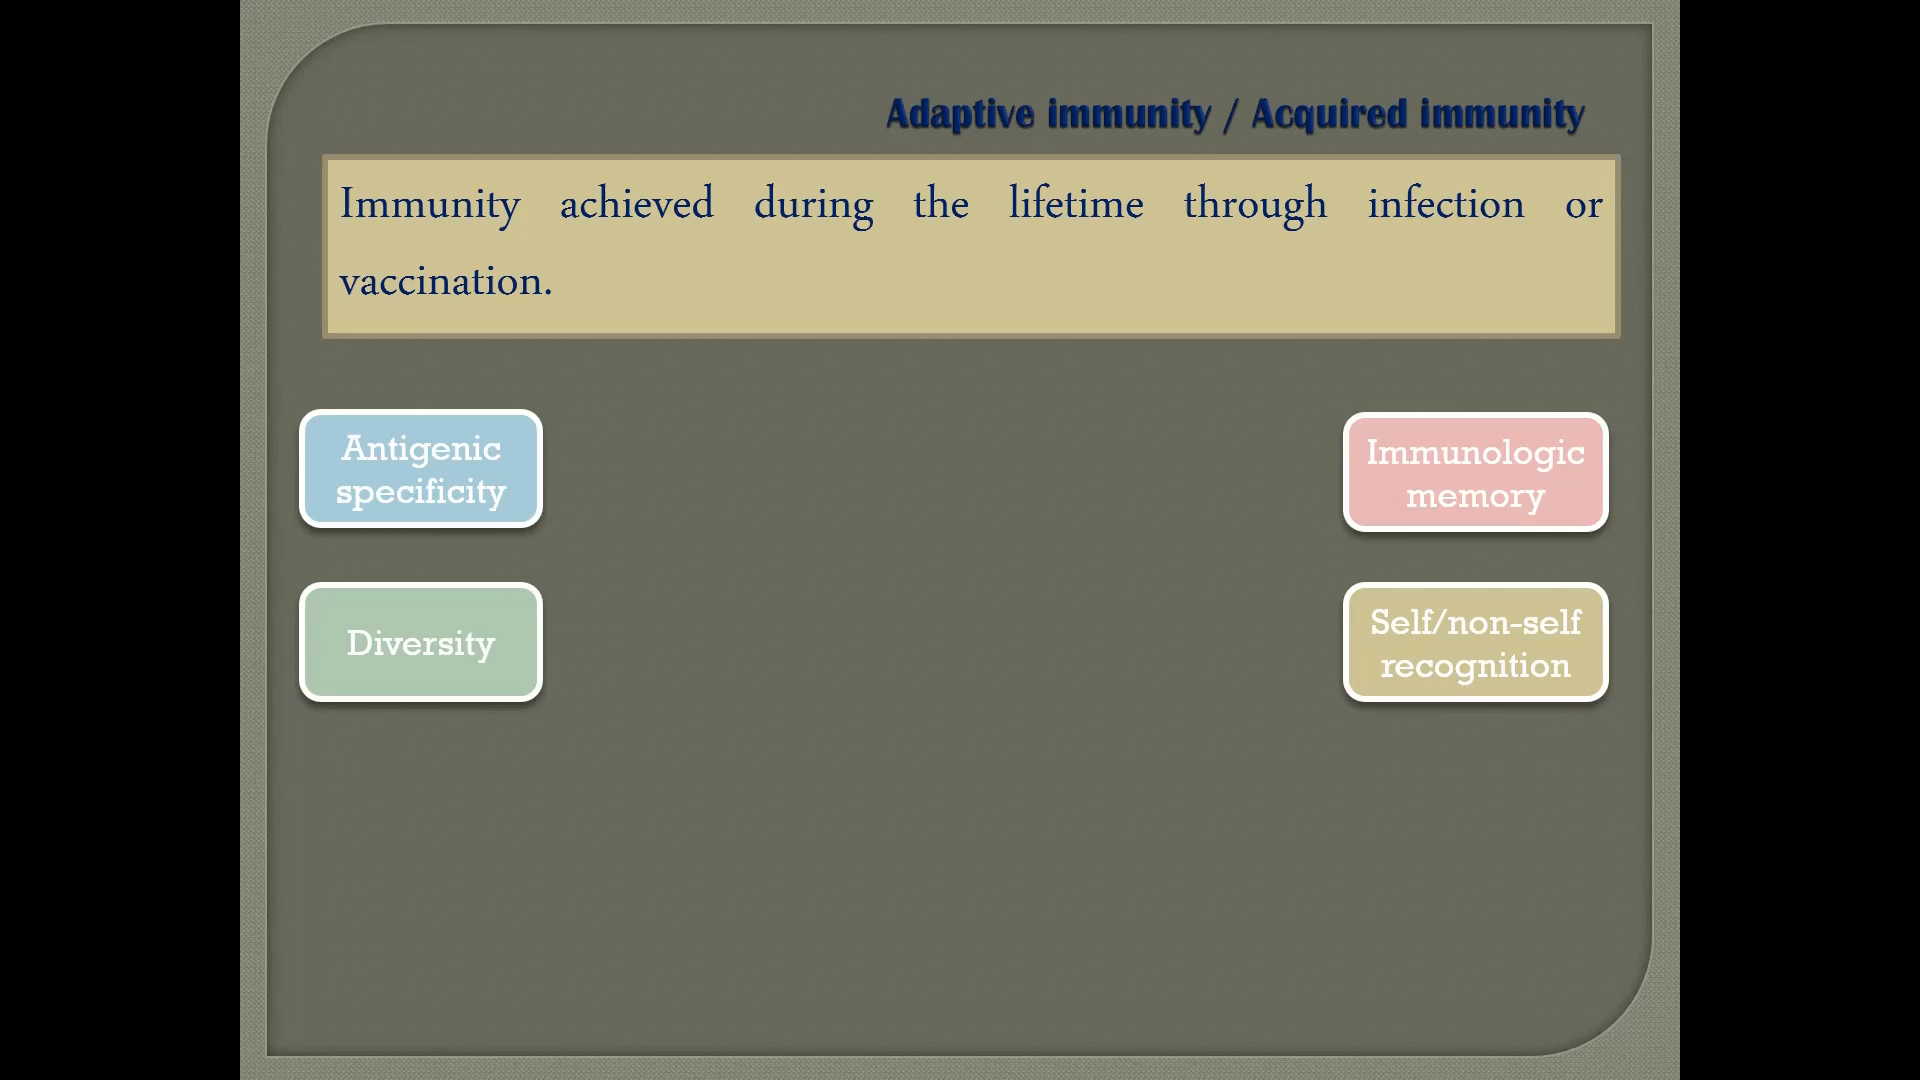 Adaptive immunity / Acquired immunity
Immunity achieved during the lifetime through infection or
vaccination.
Antigenic
specificity
Immunologic
memory
Diversity
Self/non-self
recognition